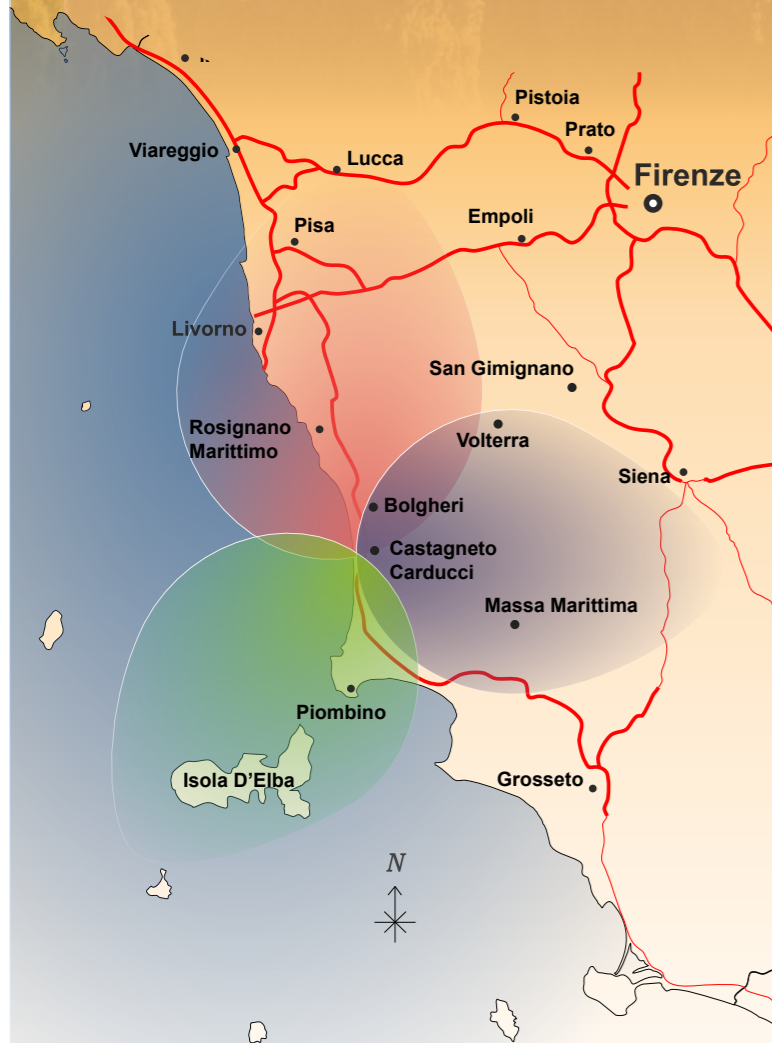 Pistoia
Prato
Viareggio
Lucca
Firenze
Pisa
Empoli
Livorno
San Gimignano
Rosignano
Marittimo
Volterra
Siena
Bolgheri
Castagneto
Carducci
Massa Marittima
Piombino
Isola D'Elba
Grosseto
N